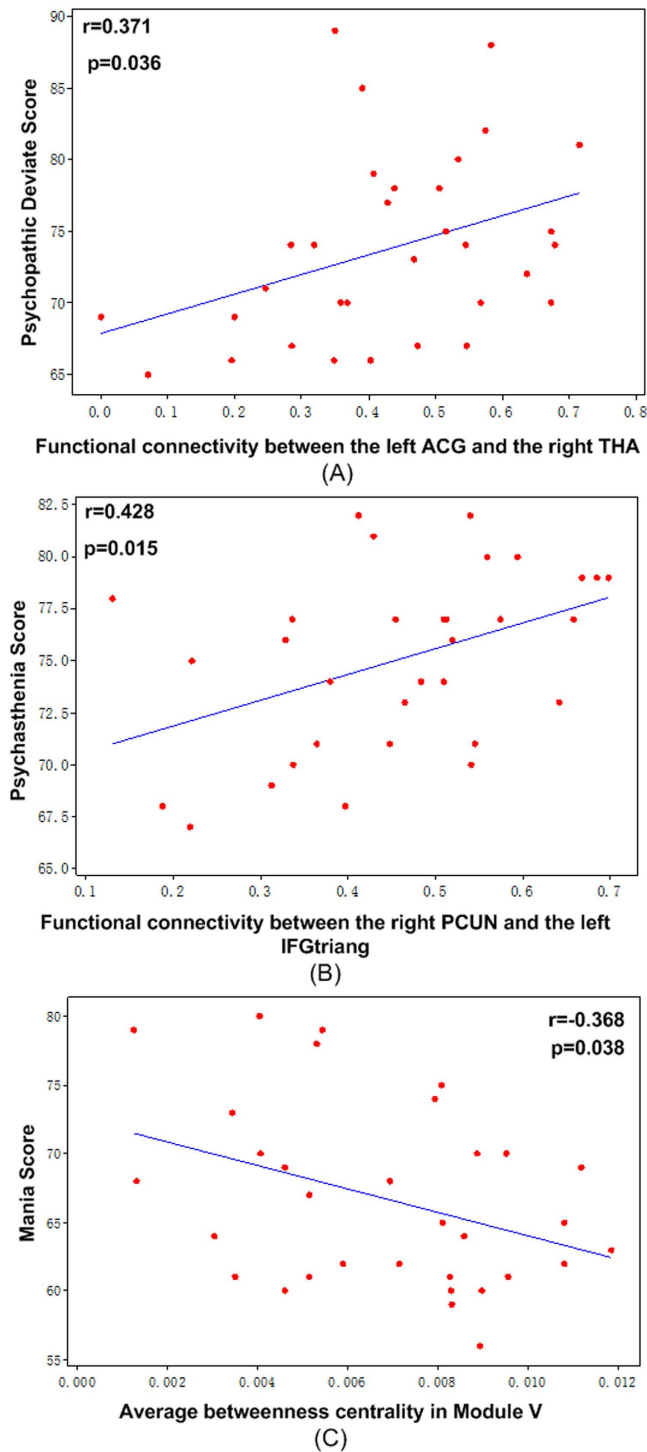 r=0.371
p=0.036
Psychopathic Deviate Score
90
85
80
75
70
65
0.0 0.1 0.2 0.3 0.4 0.5 0.6 0.7 0.8
Functional connectivity between the left ACG and the right THA
(A)
r=0.428
p=0.015
Psychasthenia Score
82.5
80.0
77.5
75.0
72.5
70.0
67.5
65.0
0.1 0.2 0.3 0.4 0.5 0.6 0.7
Functional connectivity between the right PCUN and the left
IFGtriang
(B)
r=-0.368
p=0.038
Mania Score
80
75
70
65
60
55
0.000 0.002 0.004 0.006 0.008 0.010 0.012
Average betweenness centrality in Module V
(C)